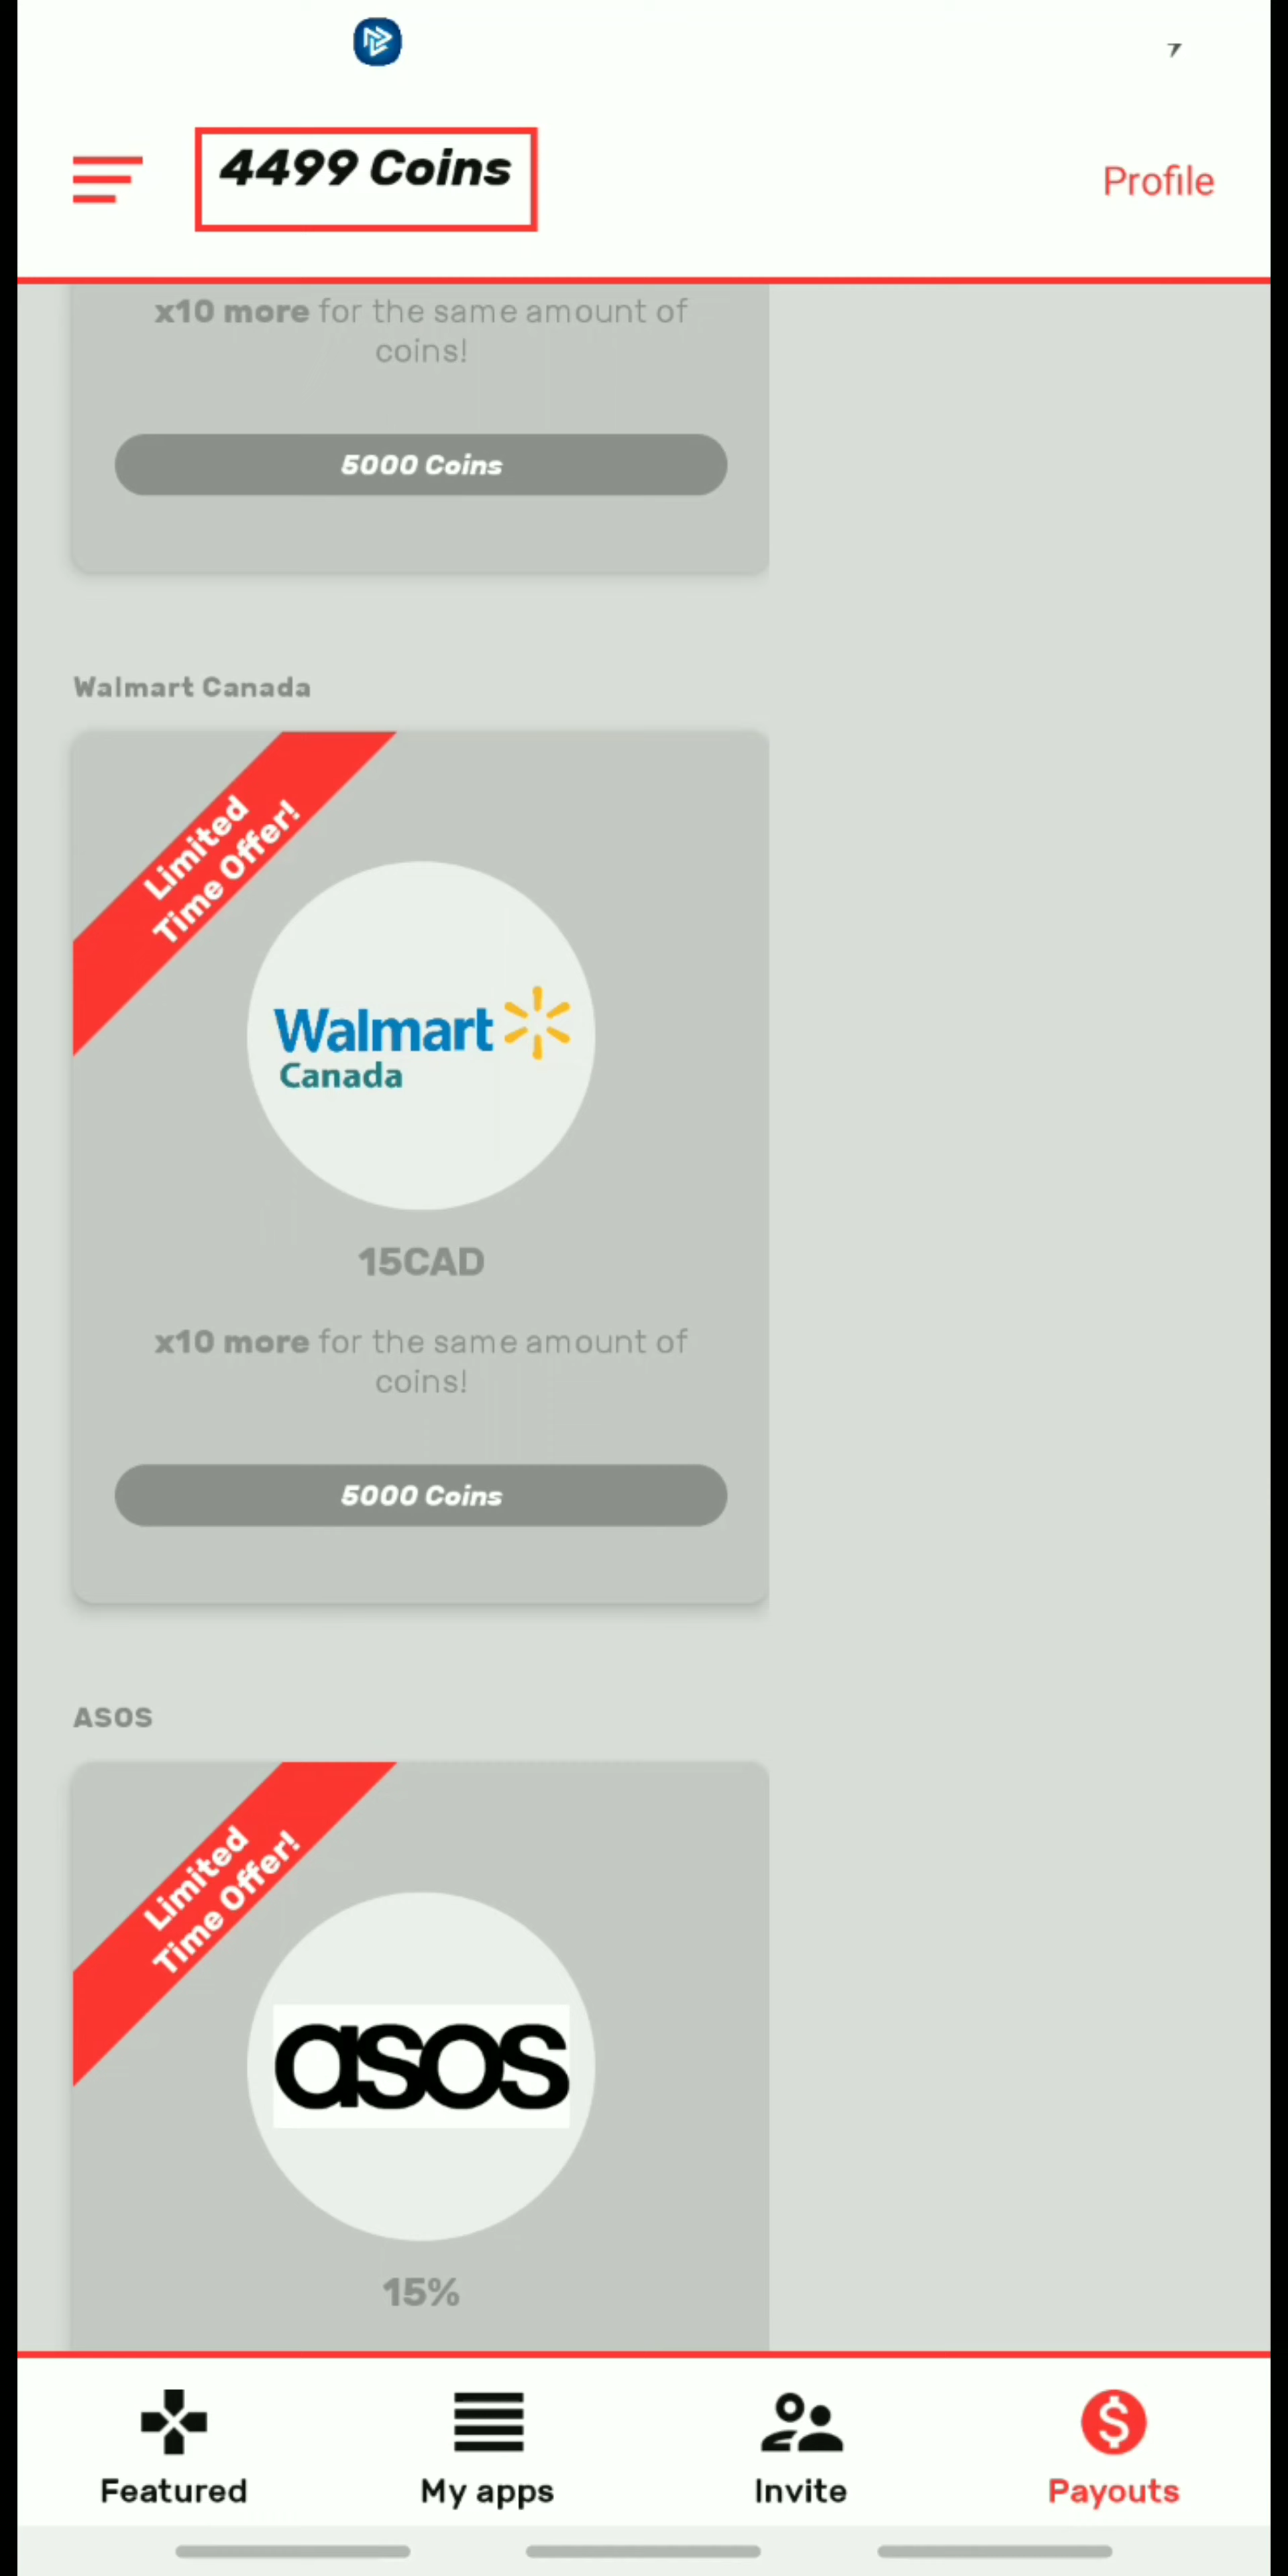 4499 Coins
Profile
x10 more for the same amount of
coins!
5000 Coins
Walmart Canada
Limited
Time Offer!
Walmart
Canada
15CAD
x10 more for the same amount of
coins!
5000 Coins
ASOS
Limited
Time Offer!
asos
15%
Featured
My apps
Invite
Payouts